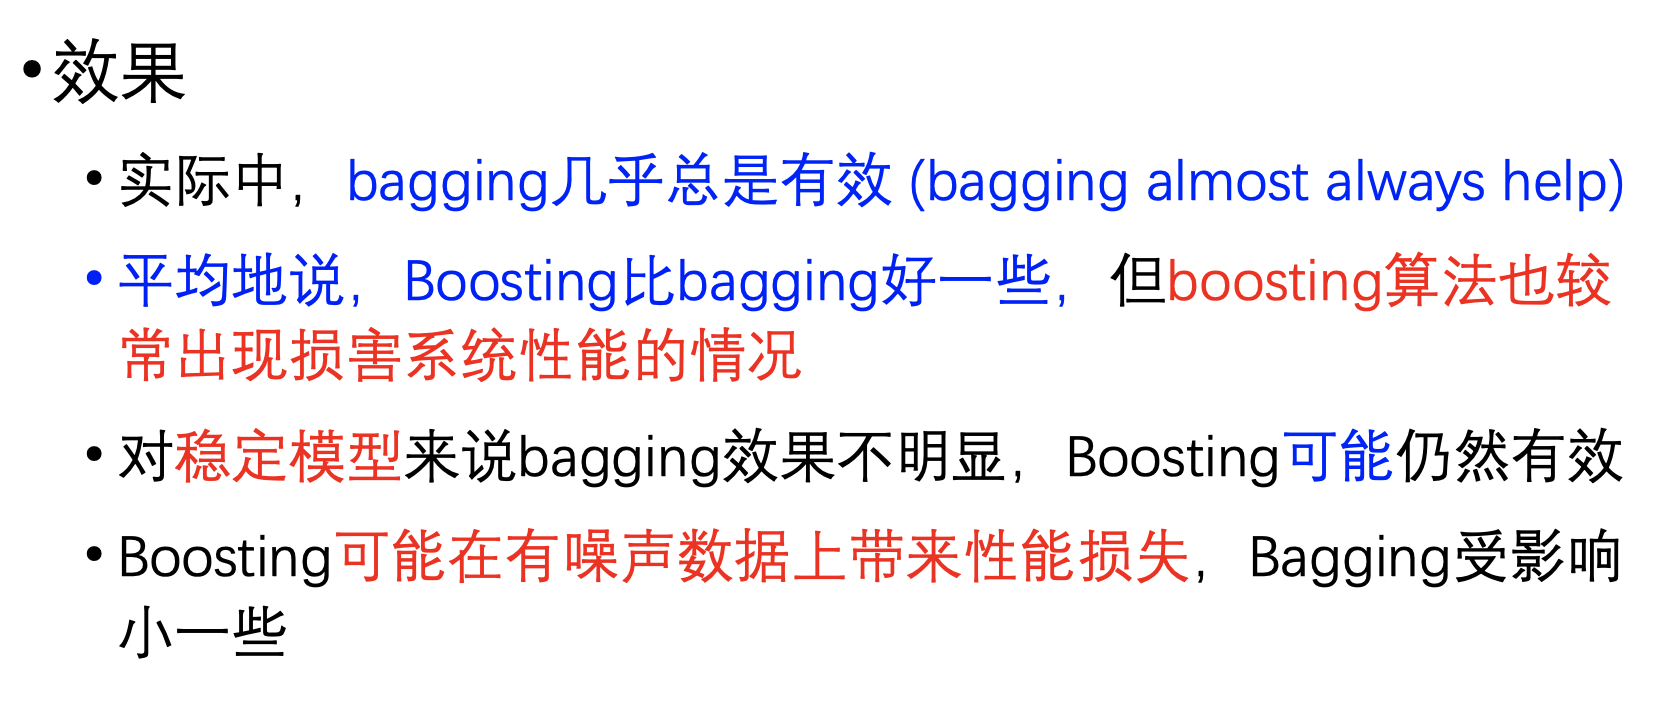 •效果
•实际中，bagging几乎总是有效 (bagging almost always help)
•平均地说，Boosting比bagging好一些，但boosting算法也较
常出现损害系统性能的情况
•对稳定模型来说bagging效果不明显，Boosting可能仍然有效
•Boosting可能在有噪声数据上带来性能损失，Bagging受影响
小一些